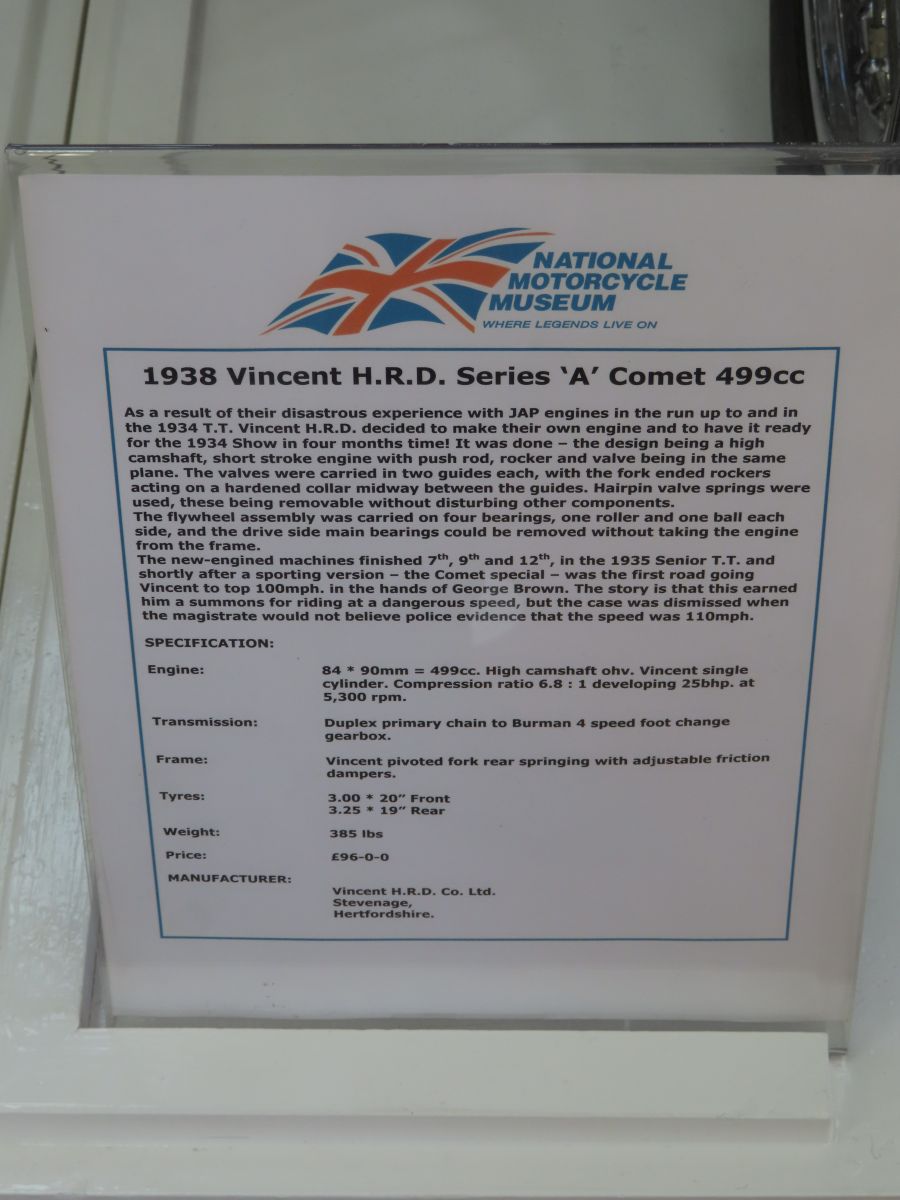 NATIONAL
MOTORCYCLE
MUSEUM
WHERE LEGENDS LIVE ON
1938 Vincent H.R.D. Series ‘A’ Comet 499cc
As a result of their disastrous experience with JAP engines in the run up to and in
the 1934 T.T. Vincent H.R.D. decided to make their own engine and to have it ready
for the 1934 Show in four months time! It was done – the design being a high
camshaft, short stroke engine with push rod, rocker and valve being in the same
plane. The valves were carried in two guides each, with the fork ended rockers
acting on a hardened collar midway between the guides. Hairpin valve springs were
used, these being removable without disturbing other components.
The flywheel assembly was carried on four bearings, one roller and one ball each
side, and the drive side main bearings could be removed without taking the engine
from the frame.
The new-engined machines finished 7th, 9th and 12th, in the 1935 Senior T.T. and
shortly after a sporting version – the Comet special – was the first road going
Vincent to top 100mph. in the hands of George Brown. The story is that this earned
him a summons for riding at a dangerous speed, but the case was dismissed when
the magistrate would not believe police evidence that the speed was 110mph.
SPECIFICATION:
Engine: 84 * 90mm = 499cc. High camshaft ohv. Vincent single
cylinder. Compression ratio 6.8 : 1 developing 25bhp. at
5,300 rpm.
Transmission: Duplex primary chain to Burman 4 speed foot change
gearbox.
Frame: Vincent pivoted fork rear springing with adjustable friction
dampers.
Tyres: 3.00 * 20” Front
3.25 * 19” Rear
Weight: 385 lbs
Price: £96-0-0
MANUFACTURER:
Vincent H.R.D. Co. Ltd.
Stevenage,
Hertfordshire.